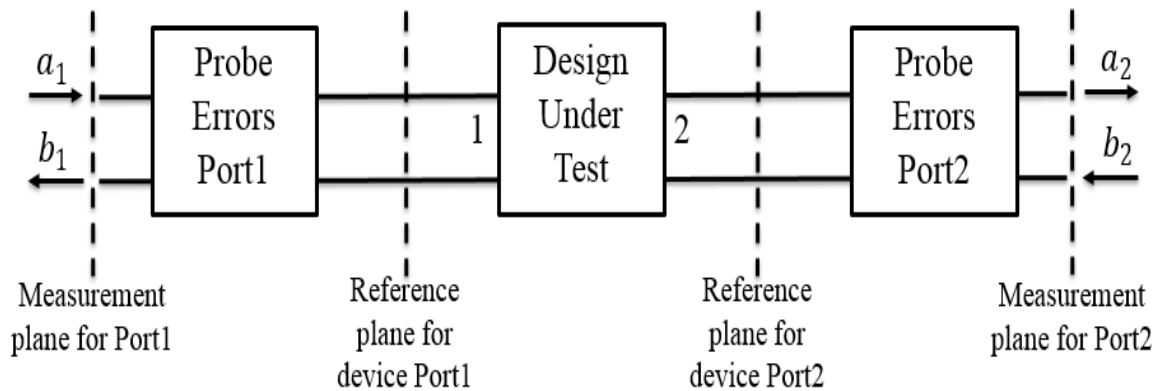 a₁
b₁
Probe
Errors
Port1
1
Design
Under
Test
2
Probe
Errors
Port2
a₂
b₂
Measurement
plane for Port1
Reference
plane for
device Port1
Reference
plane for
device Port2
Measurement
plane for Port2